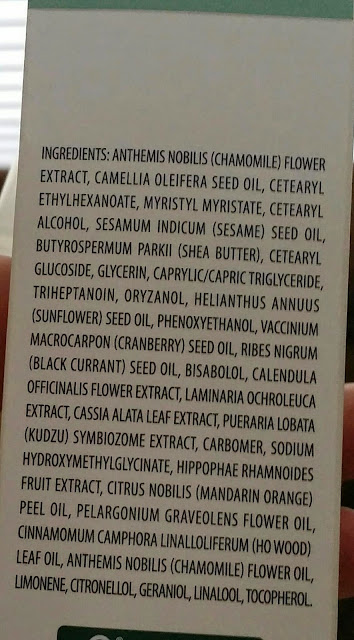 INGREDIENTS: ANTHEMIS NOBILIS (CHAMOMILE) FLOWER
EXTRACT, CAMELLIA OLEIFERA SEED OIL, CETEARYL
ETHYLHEXANOATE, MYRISTYL MYRISTATE, CETEARYL
ALCOHOL, SESAMUM INDICUM (SESAME) SEED OIL,
BUTYROSPERMUM PARKII (SHEA BUTTER), CETEARYL
GLUCOSIDE, GLYCERIN, CAPRYLIC/CAPRIC TRIGLYCERIDE,
TRIHEPTANOIN, ORYZANOL, HELIANTHUS ANNUUS
(SUNFLOWER) SEED OIL, PHENOXYETHANOL, VACCINIUM
MACROCARPON (CRANBERRY) SEED OIL, RIBES NIGRUM
(BLACK CURRANT) SEED OIL, BISABOLOL, CALENDULA
OFFICINALIS FLOWER EXTRACT, LAMINARIA OCHROLEUCA
EXTRACT, CASSIA ALATA LEAF EXTRACT, PUERARIA LOBATA
(KUDZU) SYMBIOZOME EXTRACT, CARBOMER, SODIUM
HYDROXYMETHYLGLYCINATE, HIPPOPHAE RHAMNOIDES
FRUIT EXTRACT, CITRUS NOBILIS (MANDARIN ORANGE)
PEEL OIL, PELARGONIUM GRAVEOLENS FLOWER OIL,
CINNAMOMUM CAMPHORA LINALLOLIFERUM (HO WOOD)
LEAF OIL, ANTHEMIS NOBILIS (CHAMOMILE) FLOWER OIL,
LIMONENE, CITRONELLOL, GERANIOL, LINALOOL, TOCOPHEROL.